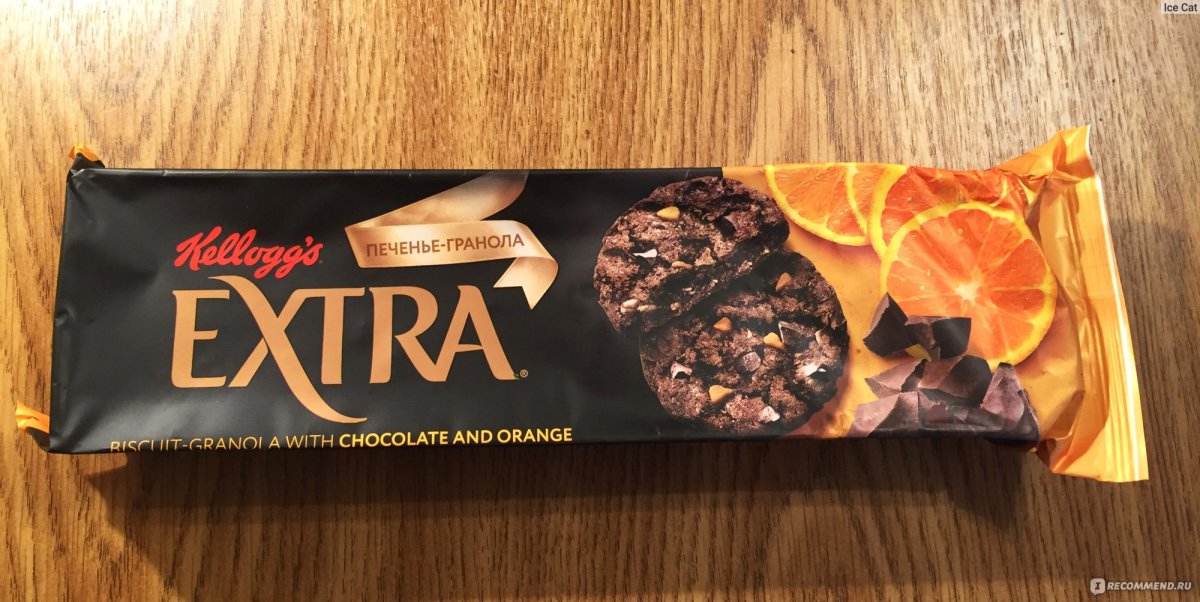 Ice Cat
Kellogg's
ПЕЧЕНЬЕ-ГРАНОЛА
EXTRA®
BISCUIT-GRANOLA WITH CHOCOLATE AND ORANGE
I RECOMMEND.RU